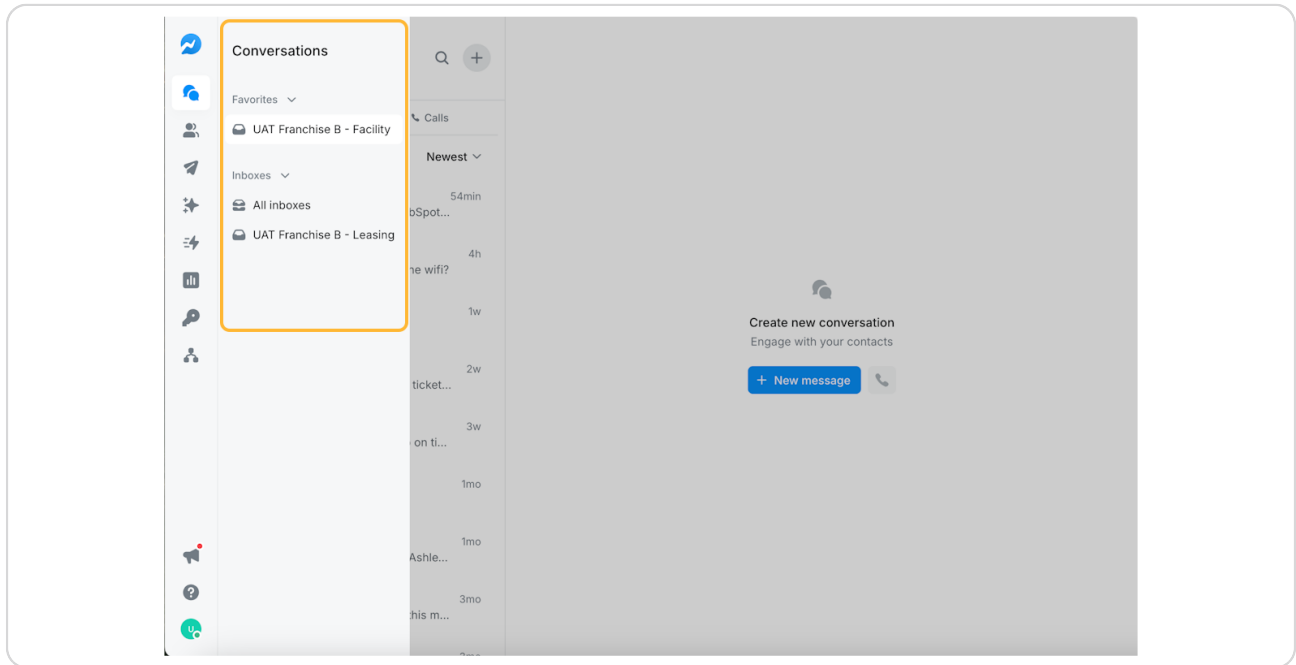 Conversations
Favorites
UAT Franchise B - Facility
Inboxes
All inboxes
UAT Franchise B - Leasing
Calls
Newest
54min
bSpot...
4h
ne wifi?
1w
2w
ticket...
3w
on ti...
1mo
1mo
Ashle...
3mo
this m...
Create new conversation
Engage with your contacts
+ New message
U